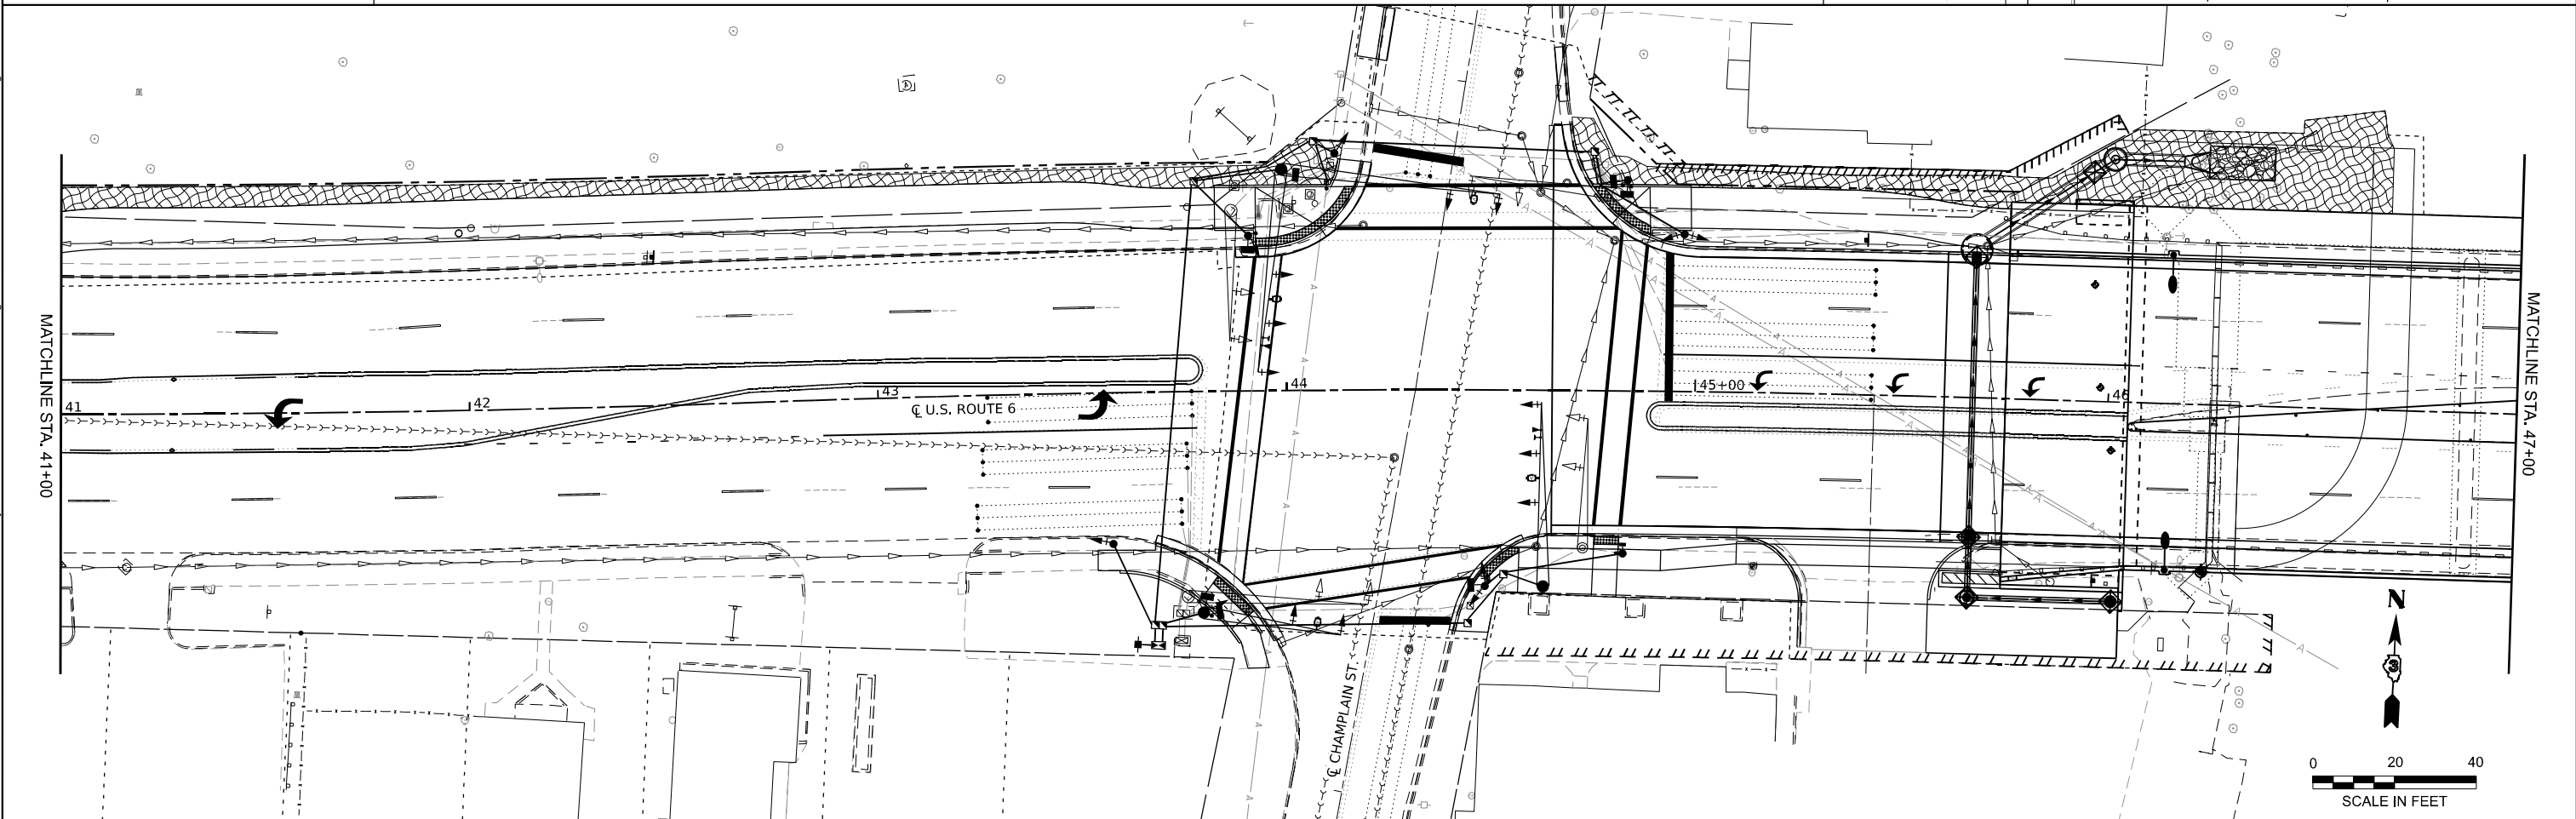 MATCHLINE STA. 41+00
41
42
43
℄ U.S. ROUTE 6
44
45+00
46
MATCHLINE STA. 47+00
℄ CHAMPLAIN ST.
N
3
0 20 40
SCALE IN FEET